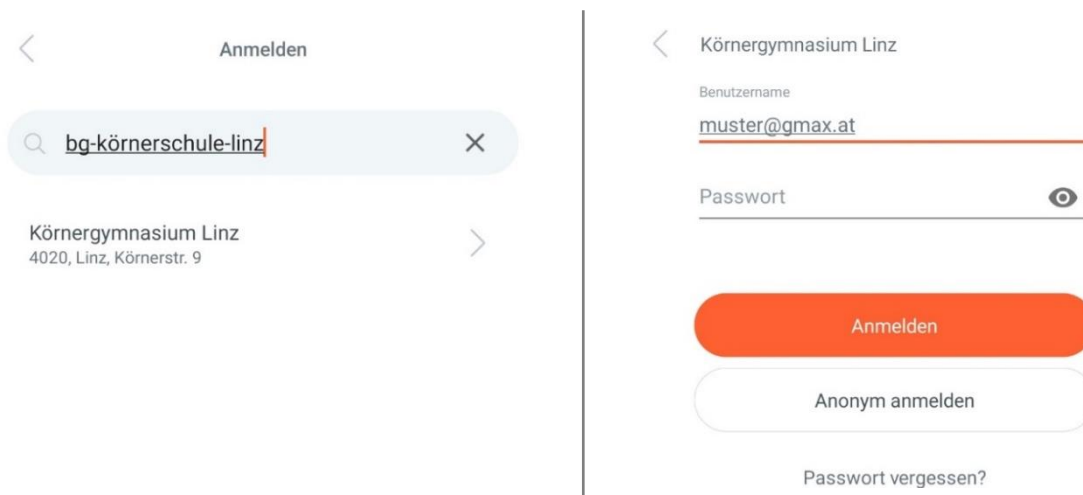 Anmelden
bg-körnerschule-linz
Körnergymnasium Linz
4020, Linz, Körnerstr. 9
Körnergymnasium Linz
Benutzername
muster@gmax.at
Passwort
Anmelden
Anonym anmelden
Passwort vergessen?